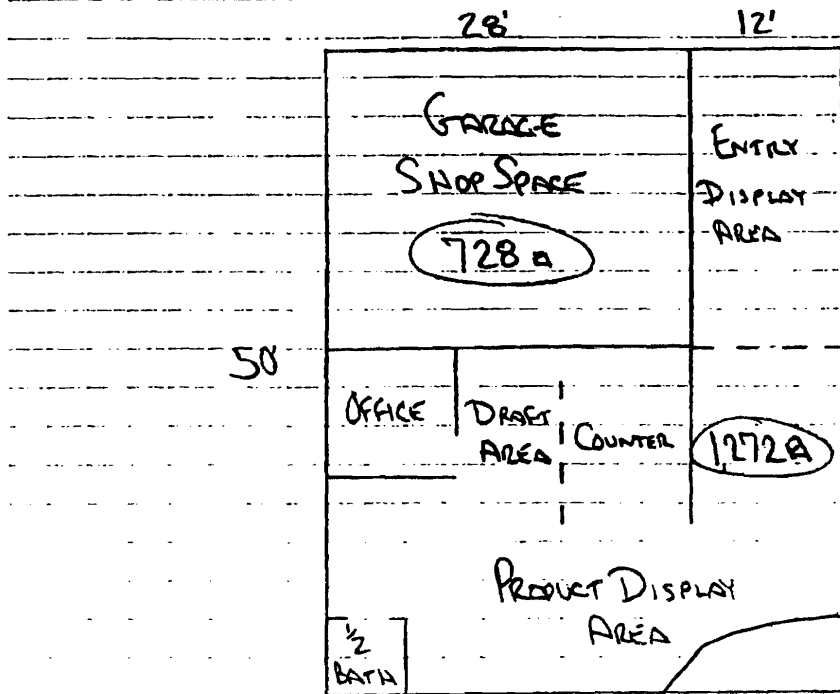 28' 12'
GARAGE
SHOP SPACE
728
ENTRY
DISPLAY
AREA
50'
OFFICE
DRAFT
AREA
COUNTER
1272
PRODUCT DISPLAY
AREA
1/2
BATH